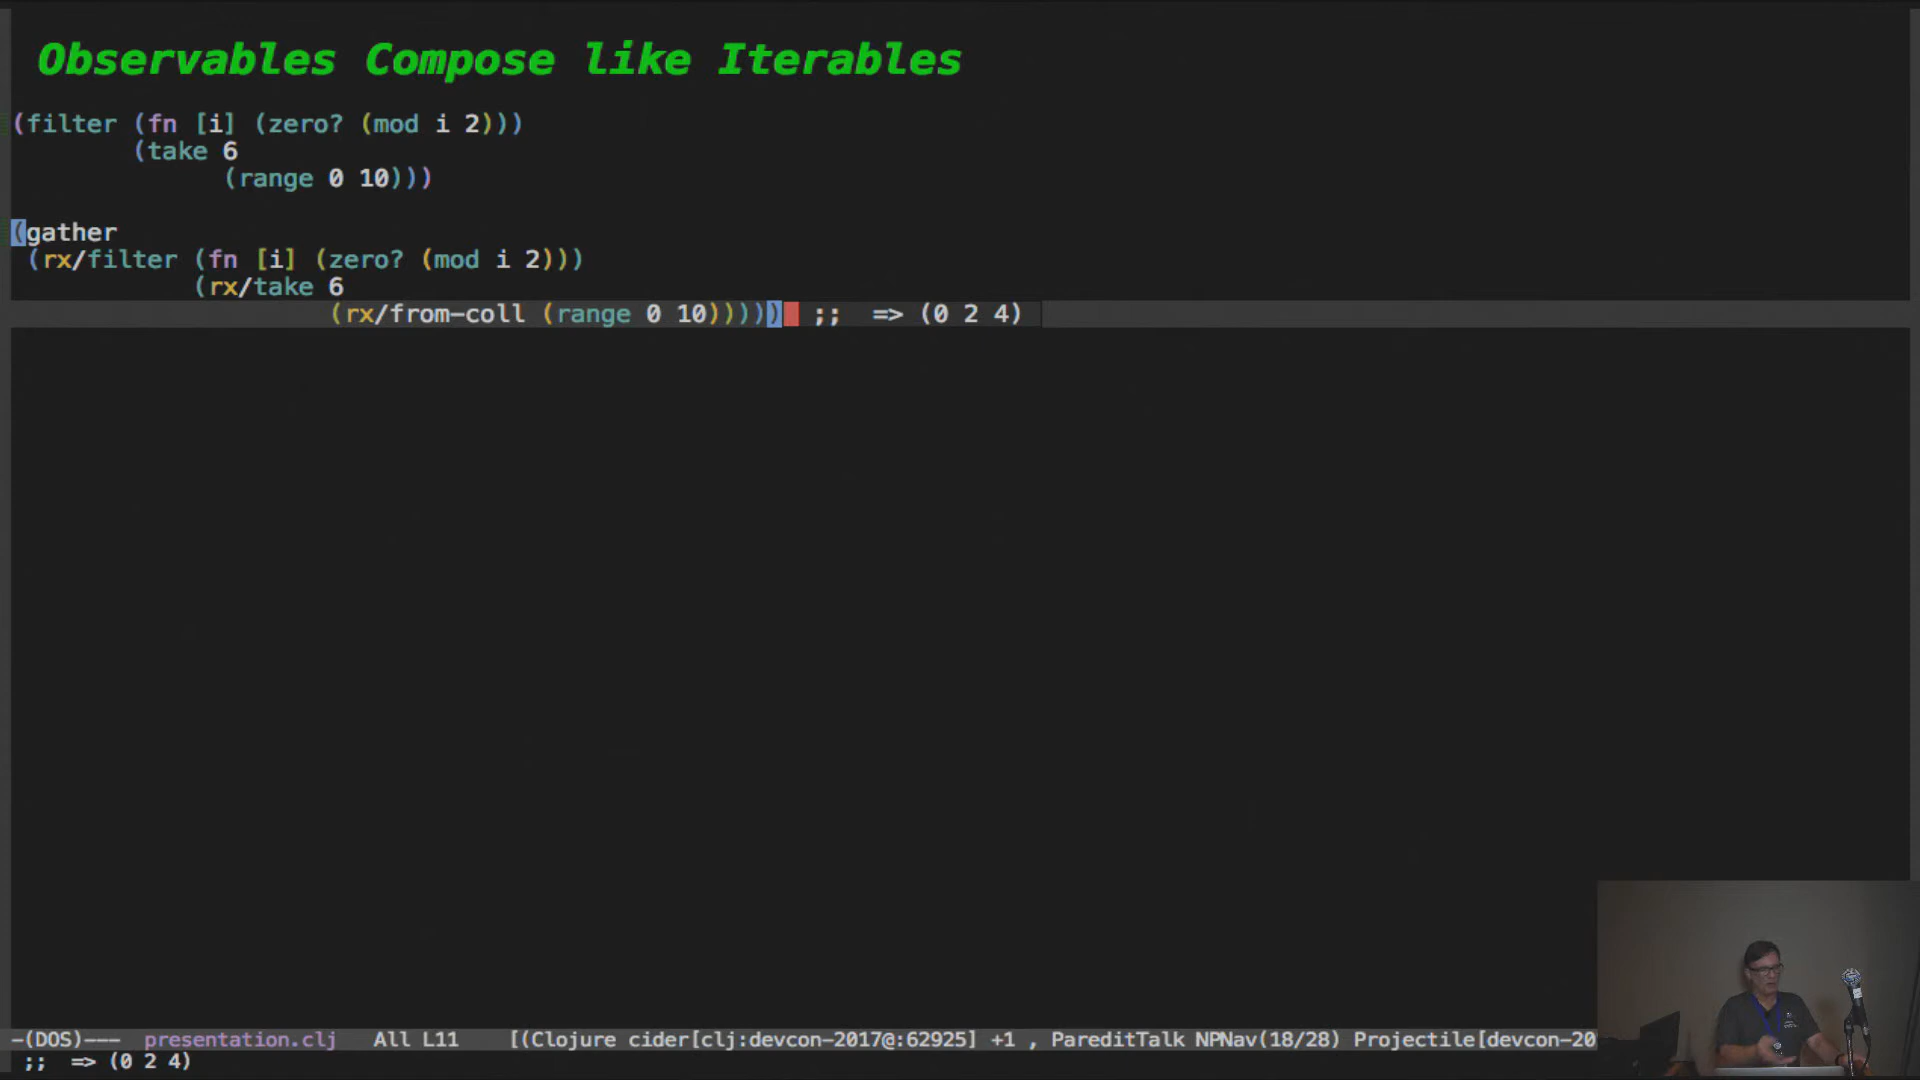 Observables Compose like Iterables
(filter (fn [i] (zero? (mod i 2)))
(take 6
(range 0 10)))
(gather
(rx/filter (fn [i] (zero? (mod i 2)))
(rx/take 6
(rx/from-coll (range 0 10))))) ;; => (0 2 4)
-(DOS)--- presentation.clj All L11 [(Clojure cider[clj:devcon-2017@:62925] +1 , PareditTalk NPNav(18/28) Projectile[devcon-20
;; => (0 2 4)